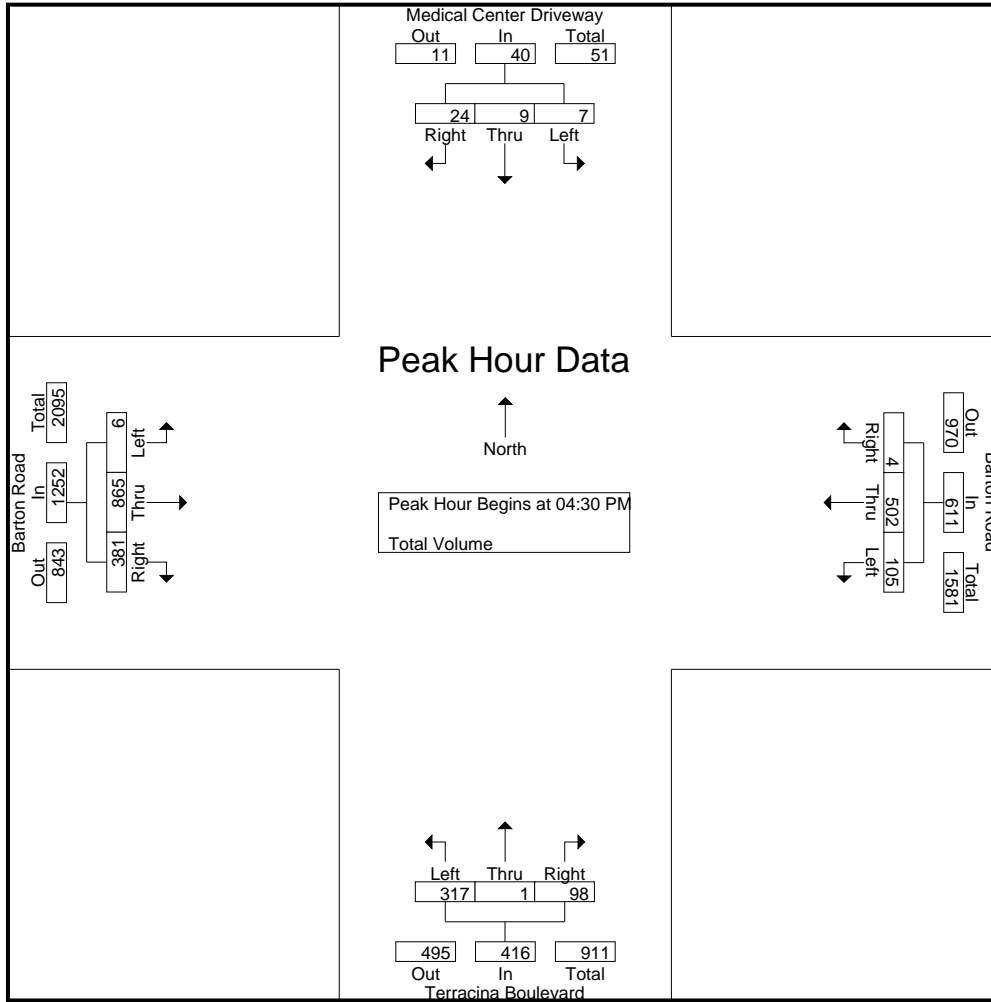 Medical Center Driveway
Out In Total
11 40 51
24 9 7
Right Thru Left
Peak Hour Data
North
Peak Hour Begins at 04:30 PM
Total Volume
Barton Road
Out In Total
843 1252 2095
381 865 6
Right Thru Left
Barton Road
Out In Total
970 611 1581
4 502 105
Right Thru Left
Left Thru Right
317 1 98
495 416 911
Out In Total
Terracina Boulevard